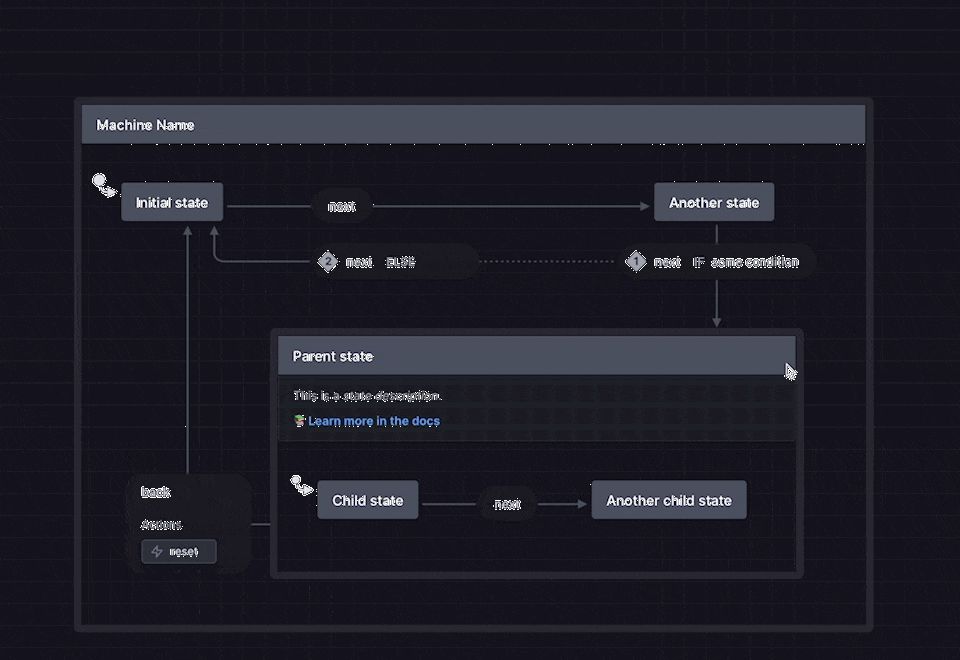 Machine Name
Initial state
next
Another state
2 next ELSE
1 next IF some condition
Parent state
This is a state description.
Learn more in the docs
back
Child state
next
Another child state
Actions
reset